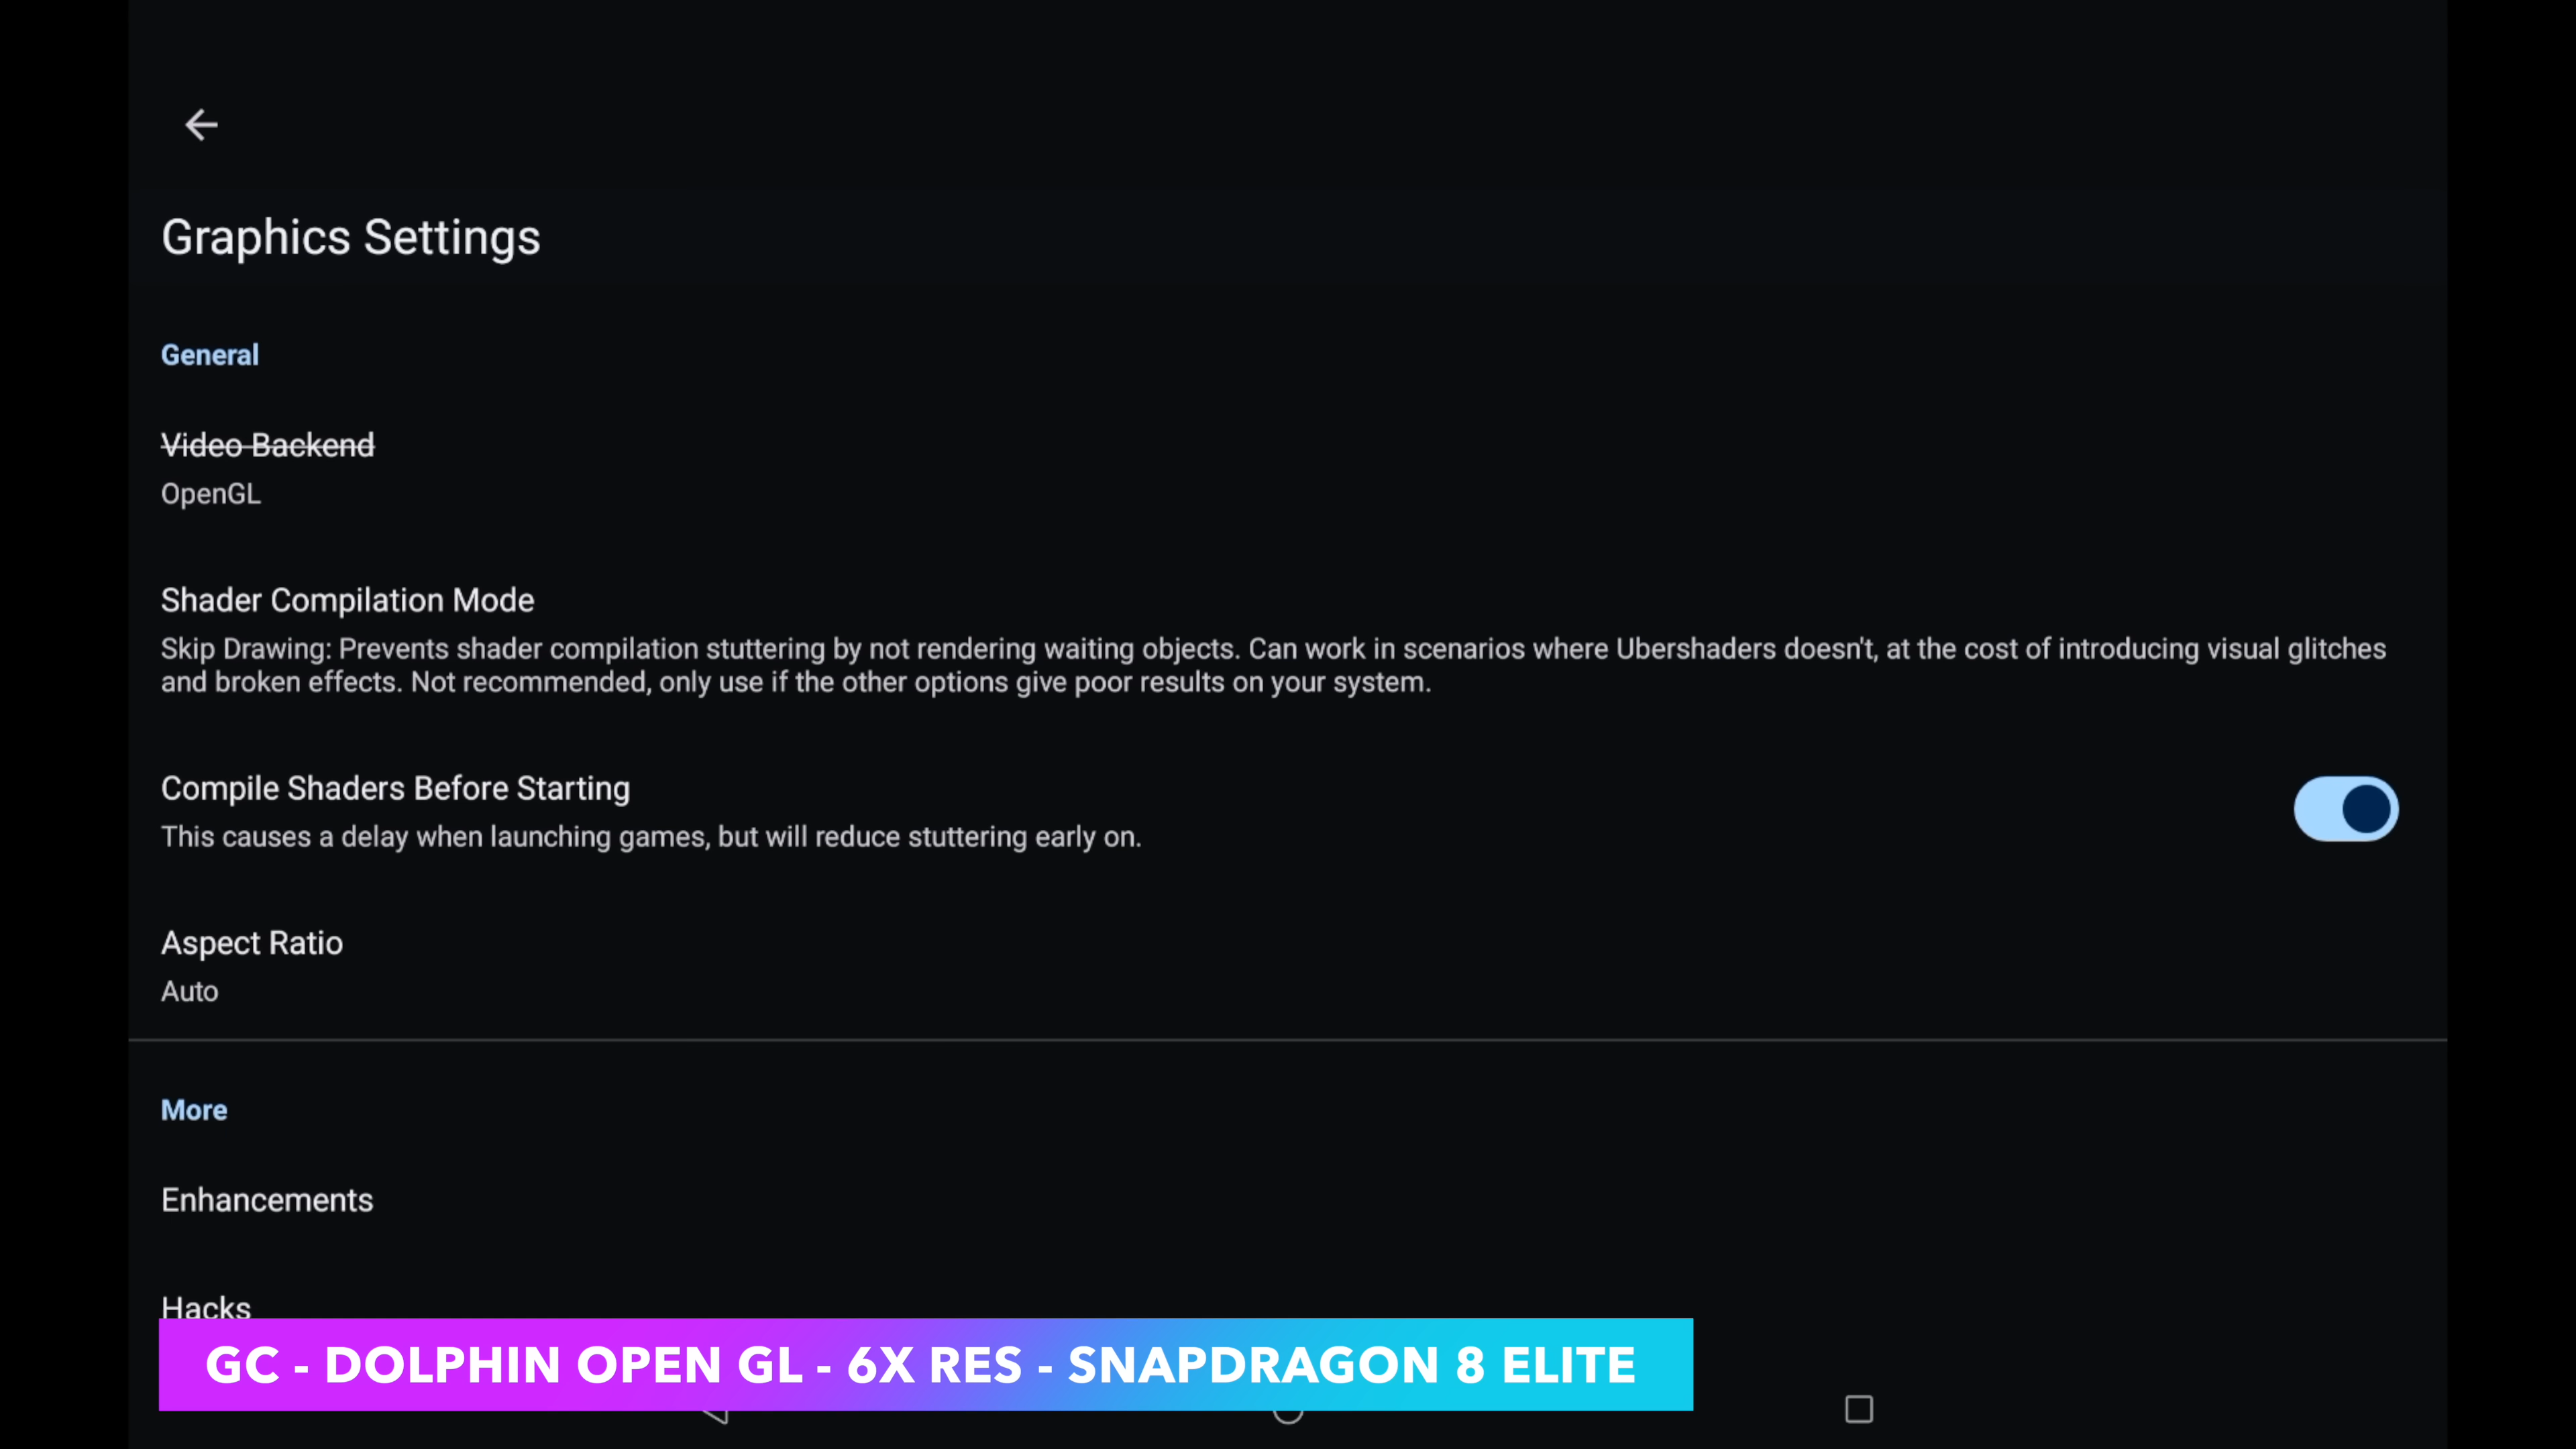 Graphics Settings
General
Video Backend
OpenGL
Shader Compilation Mode
Skip Drawing: Prevents shader compilation stuttering by not rendering waiting objects. Can work in scenarios where Ubershaders doesn't, at the cost of introducing visual glitches
and broken effects. Not recommended, only use if the other options give poor results on your system.
Compile Shaders Before Starting
This causes a delay when launching games, but will reduce stuttering early on.
Aspect Ratio
Auto
More
Enhancements
Hacks
GC - DOLPHIN OPEN GL - 6X RES - SNAPDRAGON 8 ELITE